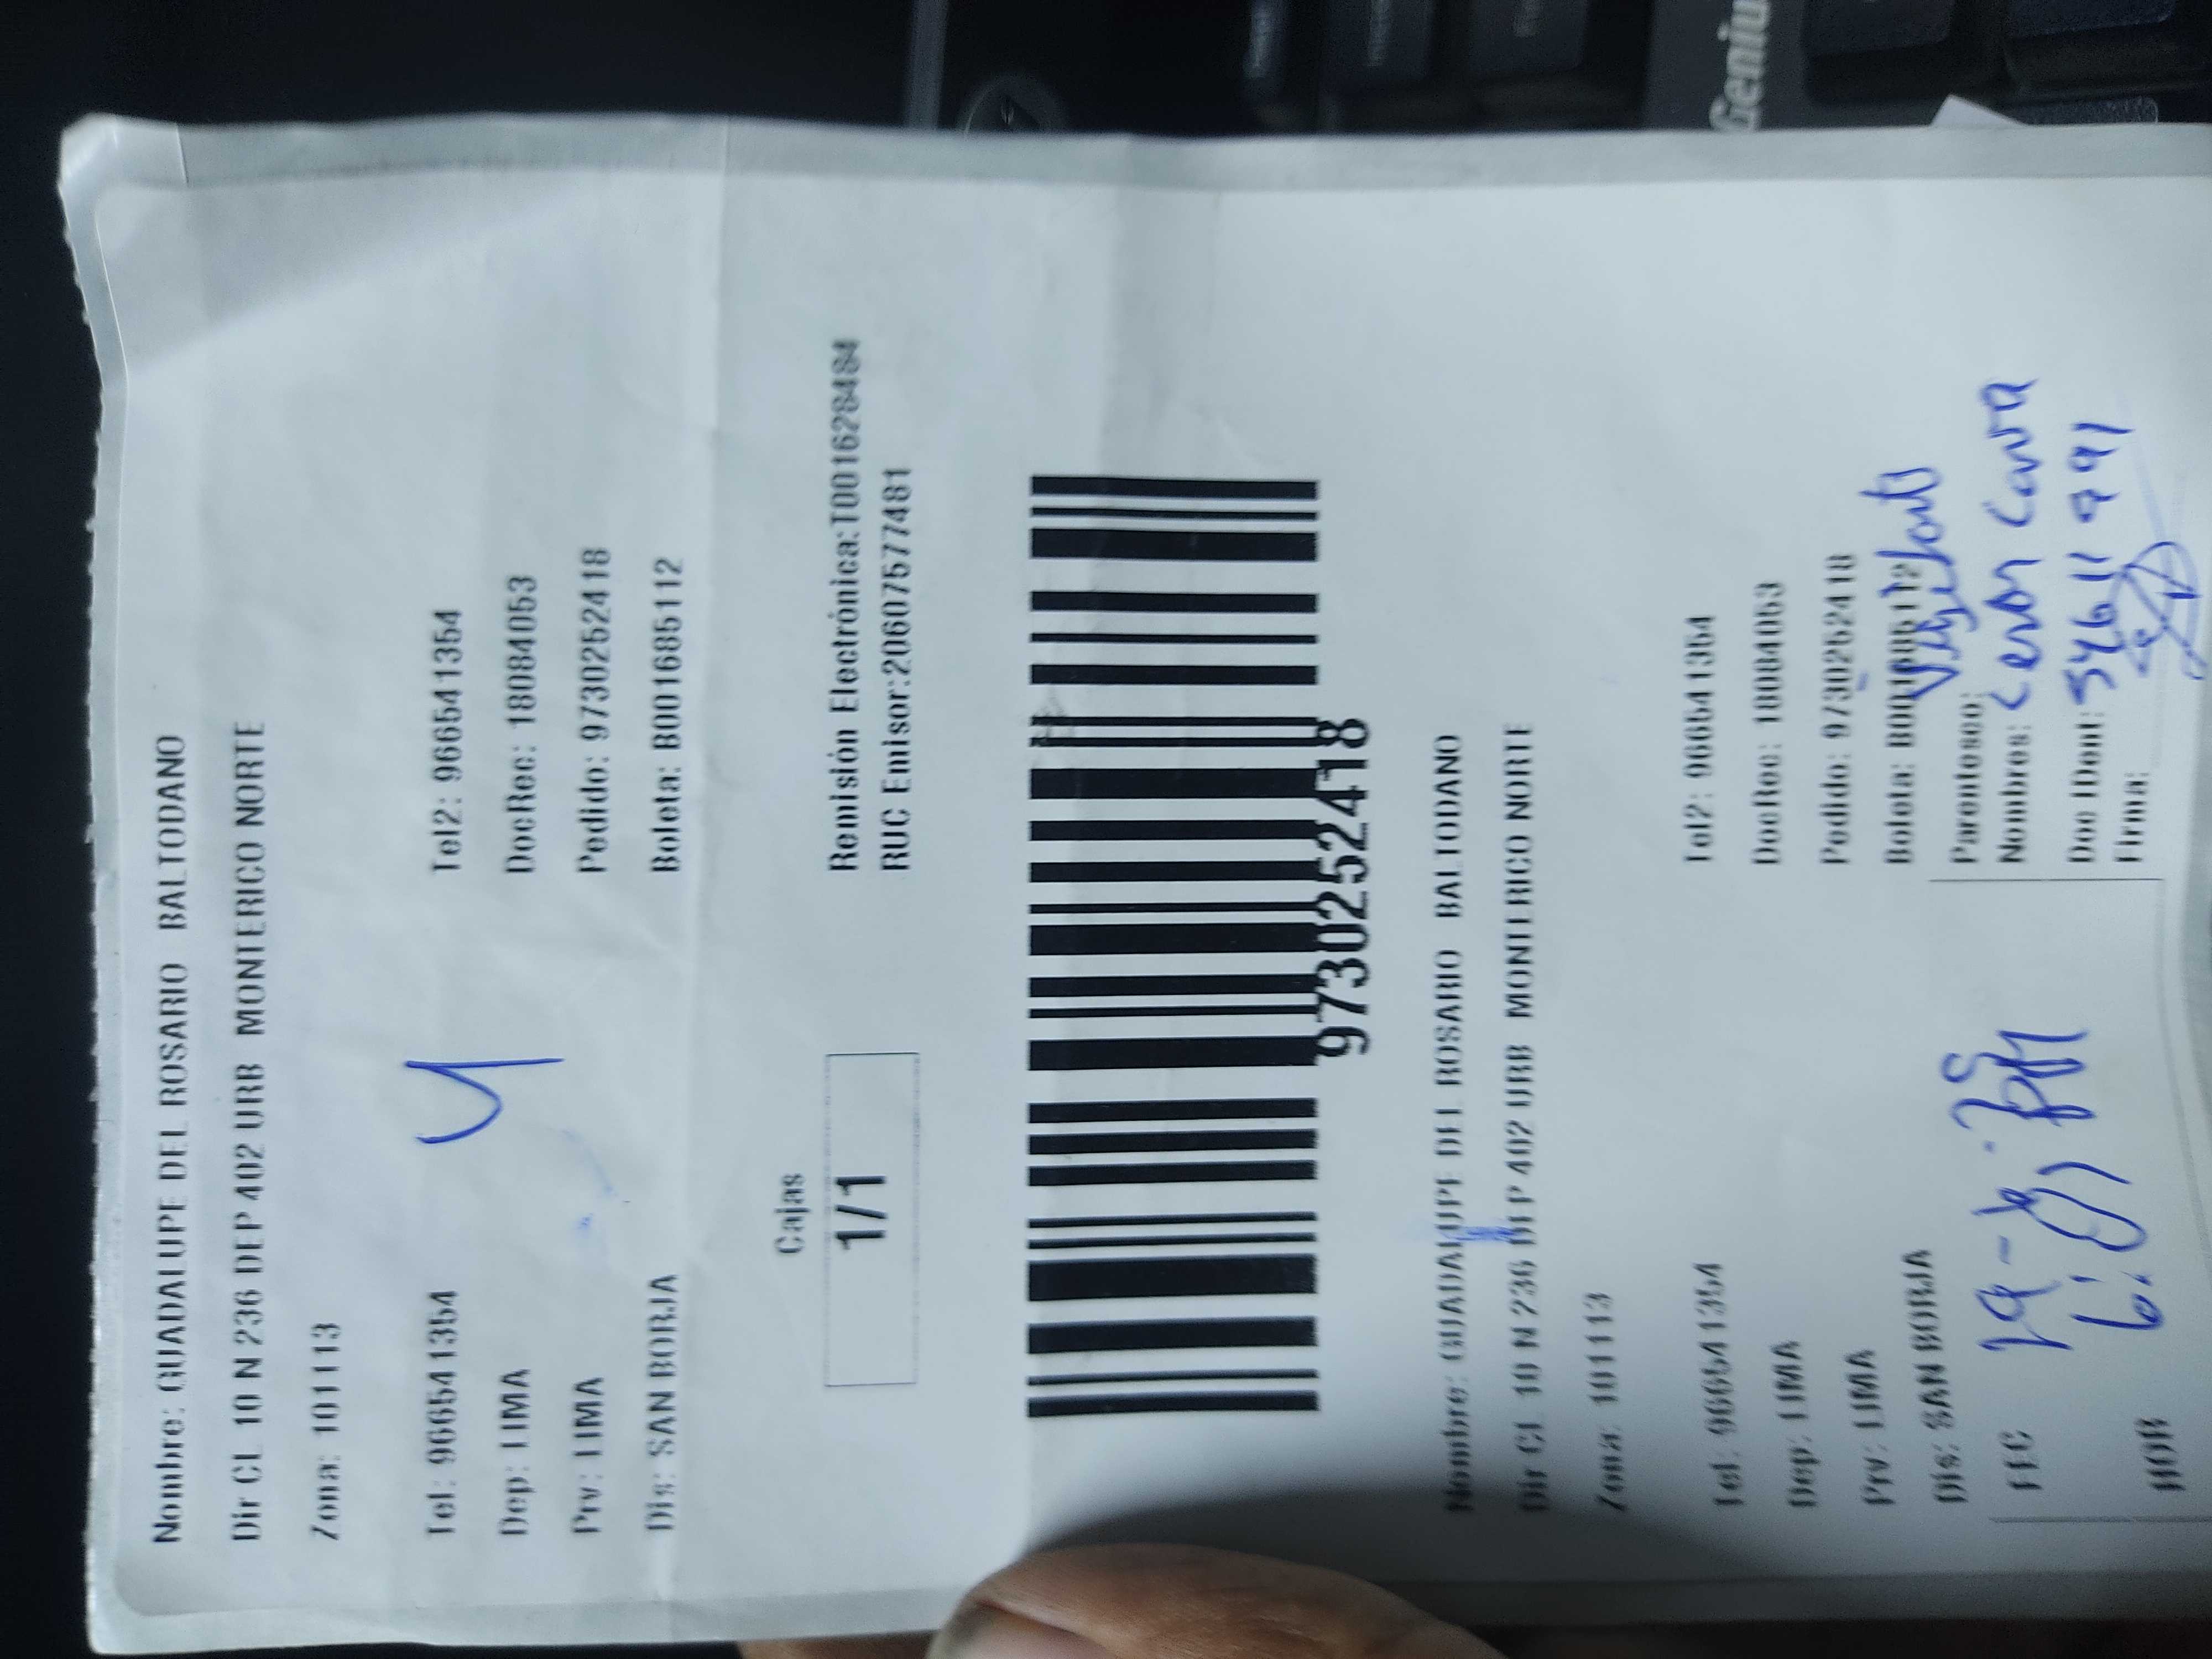 Genius
Nombre: GUADALUPE DEL ROSARIO BALTODANO
Dir CL 10 N 236 DEP 402 URB MONTERICO NORTE
Zona: 101113
Tel: 966541354 Tel2: 966541354
Dep: LIMA DocRec: 18084053
Prv: LIMA Pedido: 9730252418
Dis: SAN BORJA Boleta: B001685112
Cajas
1/1
Remisión Electrónica:T001628484
RUC Emisor:20607577481
9730252418
Nombre: GUADALUPE DEL ROSARIO BALTODANO
Dir CL 10 N 236 DEP 402 URB MONTERICO NORTE
Zona: 101113
Tel: 966541354 Tel2: 966541354
Dep: LIMA DocRec: 18084053
Prv: LIMA Pedido: 9730252418
Dis: SAN BORJA Boleta: B001685112
Parentesco:
Nombres:
FEC
Doc IDent:
Firma:
HOR